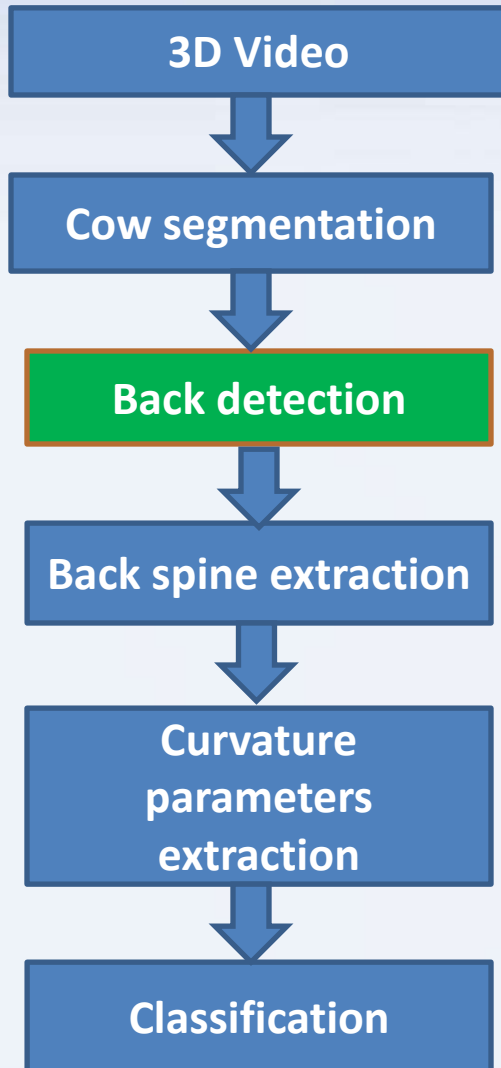 3D Video
Cow segmentation
Back detection
Back spine extraction
Curvature
parameters
extraction
Classification